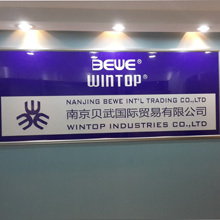 BEWE®
WINTOP®
NANJING BEWE INT'L TRADING CO.,LTD
南京贝武国际贸易有限公司
WINTOP INDUSTRIES CO.,LTD